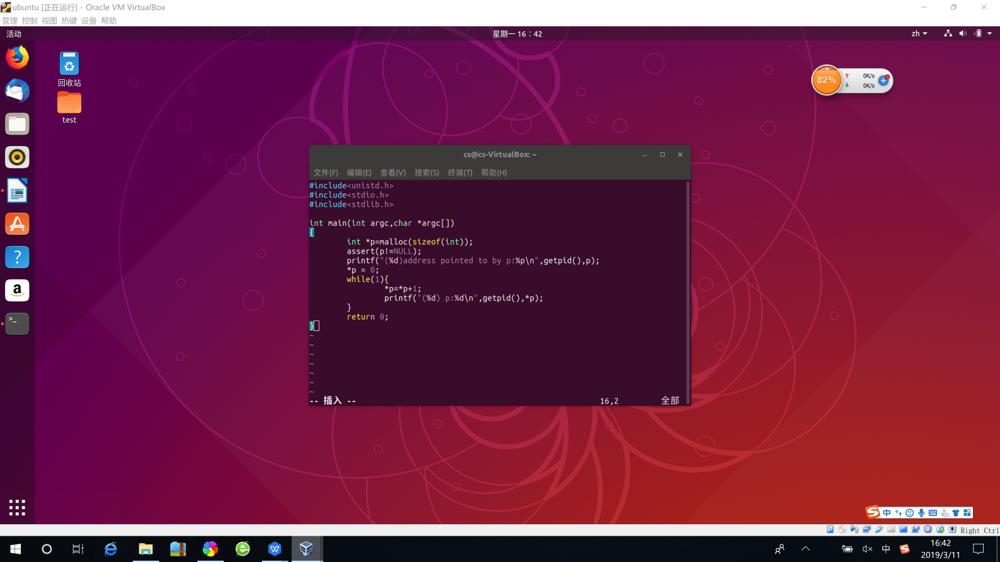 ubuntu [正在运行] - Oracle VM VirtualBox
管理 控制 视图 热键 设备 帮助
活动
星期一 16：42
zh
回收站
test
82%
0K/s
0K/s
cs@cs-VirtualBox: ~
文件(F) 编辑(E) 查看(V) 搜索(S) 终端(T) 帮助(H)
#include<unistd.h>
#include<stdio.h>
#include<stdlib.h>
int main(int argc,char *argc[])
{
int *p=malloc(sizeof(int));
assert(p!=NULL);
printf("(%d)address pointed to by p:%p\n",getpid(),p);
*p = 0;
while(1){
*p=*p+1;
printf("(%d) p:%d\n",getpid(),*p);
}
return 0;
}
~
~
~
~
~
~
~
-- 插入 --
16,2
全部
中
Right Ctrl
中
16:42
2019/3/11